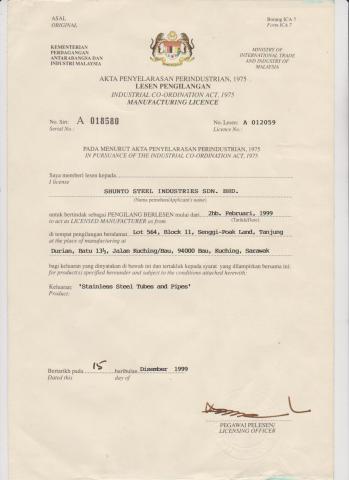 ASAL
ORIGINAL
Borang ICA 7
Form ICA 7
KEMENTERIAN
PERDAGANGAN
ANTARABANGSA DAN
INDUSTRI MALAYSIA
MINISTRY OF
INTERNATIONAL TRADE
AND INDUSTRY OF
MALAYSIA
AKTA PENYELARASAN PERINDUSTRIAN, 1975
LESEN PENGILANGAN
INDUSTRIAL CO-ORDINATION ACT, 1975
MANUFACTURING LICENCE
No. Siri: A 018580
Serial No.:
No. Lesen: A 012059
Licence No.:
PADA MENURUT AKTA PENYELARASAN PERINDUSTRIAN, 1975
IN PURSUANCE OF THE INDUSTRIAL CO-ORDINATION ACT, 1975
Saya memberi lesen kepada
I license
SHUNTO STEEL INDUSTRIES SDN. BHD.
(Nama pemohon/Applicant's name)
untuk bertindak sebagai PENGILANG BERLESEN mulai dari 2hb. Februari, 1999
to act as LICENSED MANUFACTURER as from (Tarikh/Date)
di tempat pengilangan beralamat Lot 564, Block 11, Senggi-Poak Land, Tanjung
at the place of manufacturing at
Durian, Batu 13½, Jalan Kuching/Bau, 94000 Bau, Kuching, Sarawak
bagi keluaran yang dinyatakan di bawah ini dan tertakluk kepada syarat yang dilampirkan bersama ini:
for product(s) specified hereunder and subject to the conditions attached herewith:
Keluaran: 'Stainless Steel Tubes and Pipes'
Product:
Bertarikh pada 15 haribulan Disember 1999
Dated this day of
PEGAWAI PELESEN/
LICENSING OFFICER